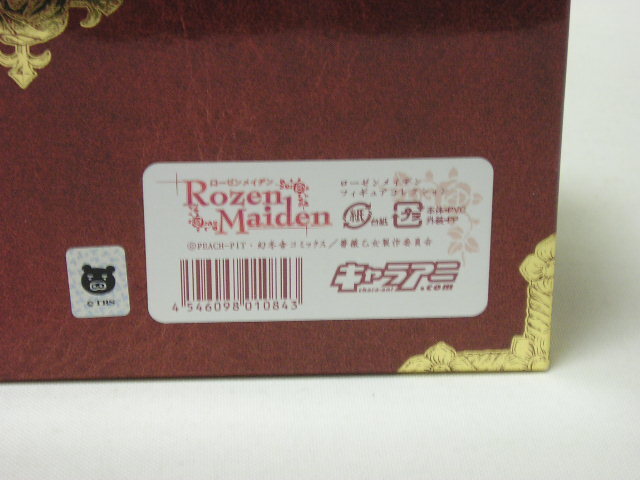 ローゼンメイデン
Rozen
Maiden
ローゼンメイデン
フィギュアコレクション
紙 台紙
プラ 本体:PVC
外装:PP
©PEACH-PIT・幻冬舎コミックス／薔薇乙女製作委員会
4 546098 010843
キャラアニ
chara-ani
.com
©TBS